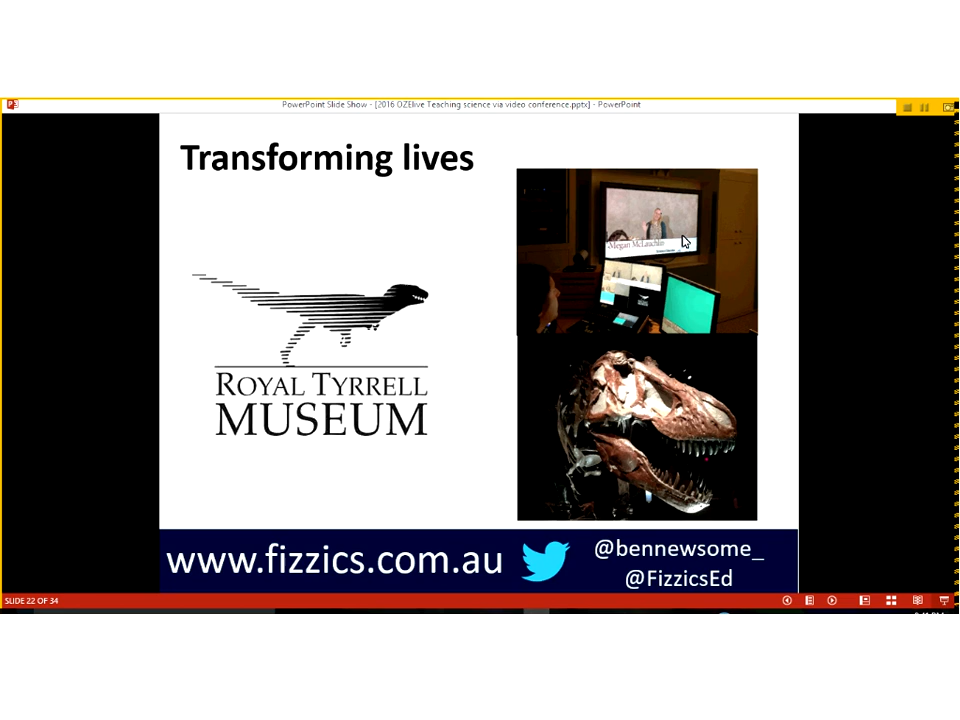 PowerPoint Slide Show - [2016 OZElive Teaching science via video conference.pptx] - PowerPoint
Transforming lives
Megan McLauchlin
ROYAL TYRRELL
MUSEUM
www.fizzics.com.au
@bennewsome_
@FizzicsEd
SLIDE 22 OF 34